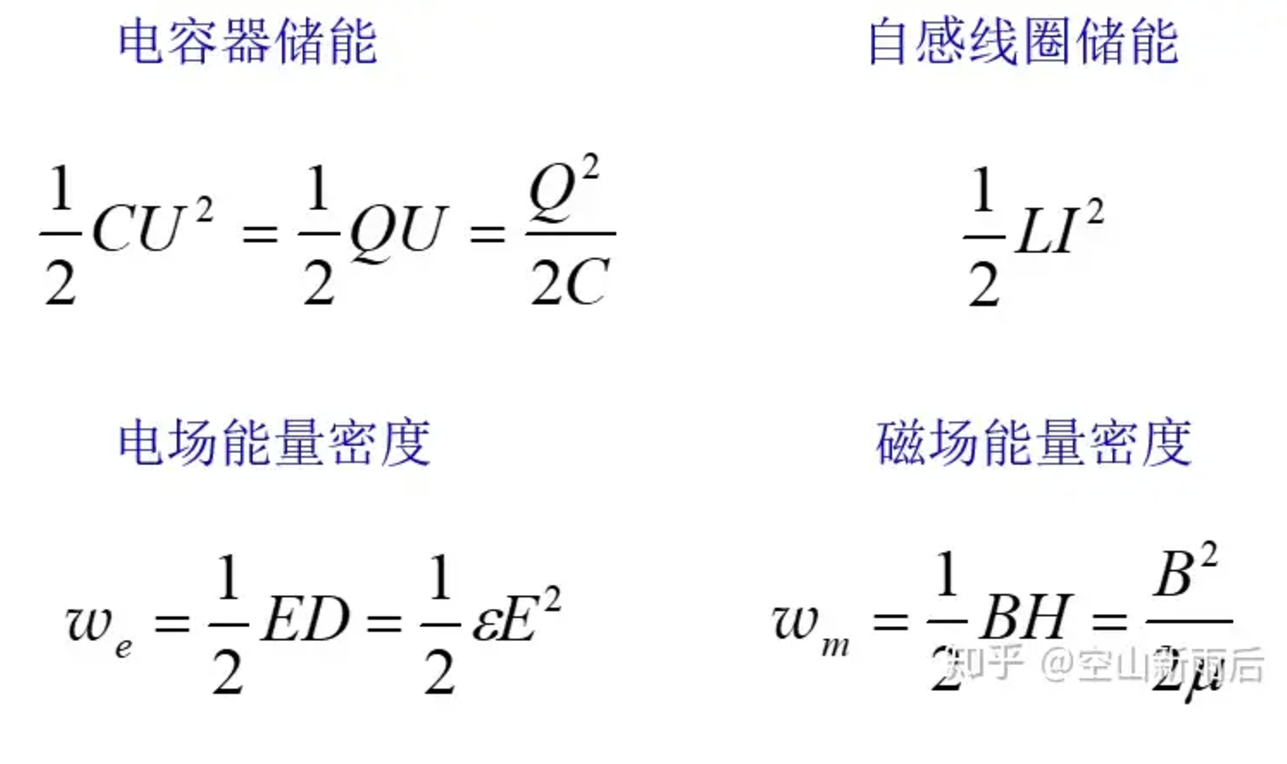 电容器储能
自感线圈储能
\frac{1}{2}CU^2 = \frac{1}{2}QU = \frac{Q^2}{2C}
\frac{1}{2}LI^2
电场能量密度
磁场能量密度
w_e = \frac{1}{2}ED = \frac{1}{2}εE^2
w_m = \frac{1}{2}BH = \frac{B^2}{2μ}
知乎 @空山新雨后